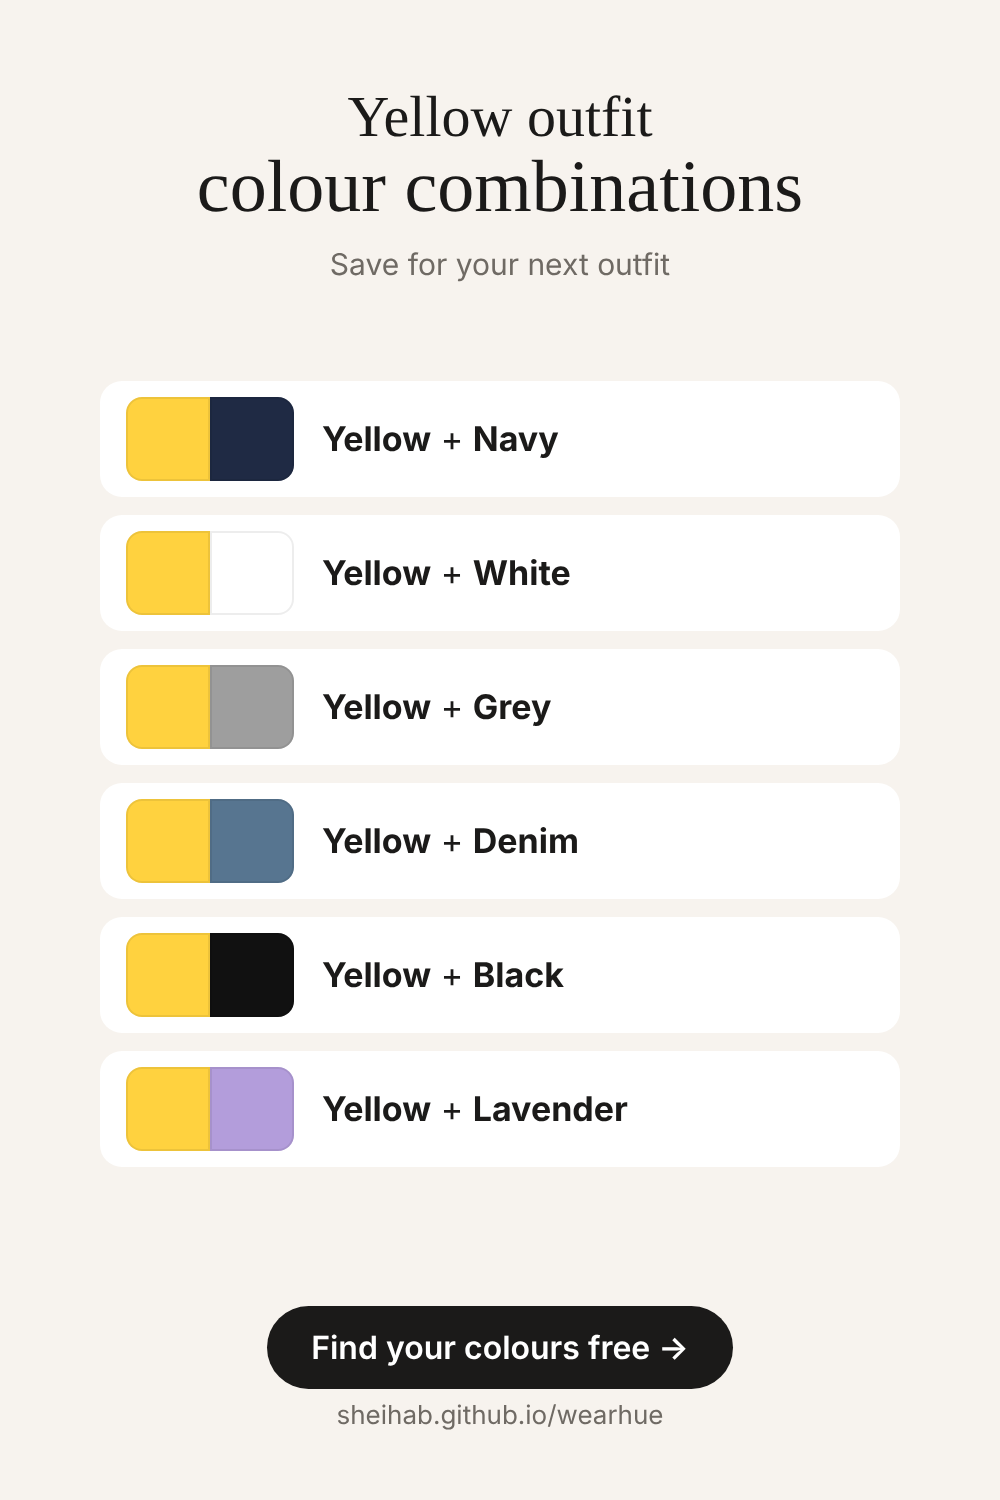 Yellow outfit
colour combinations
Save for your next outfit
Yellow + Navy
Yellow + White
Yellow + Grey
Yellow + Denim
Yellow + Black
Yellow + Lavender
Find your colours free →
sheihab.github.io/wearhue